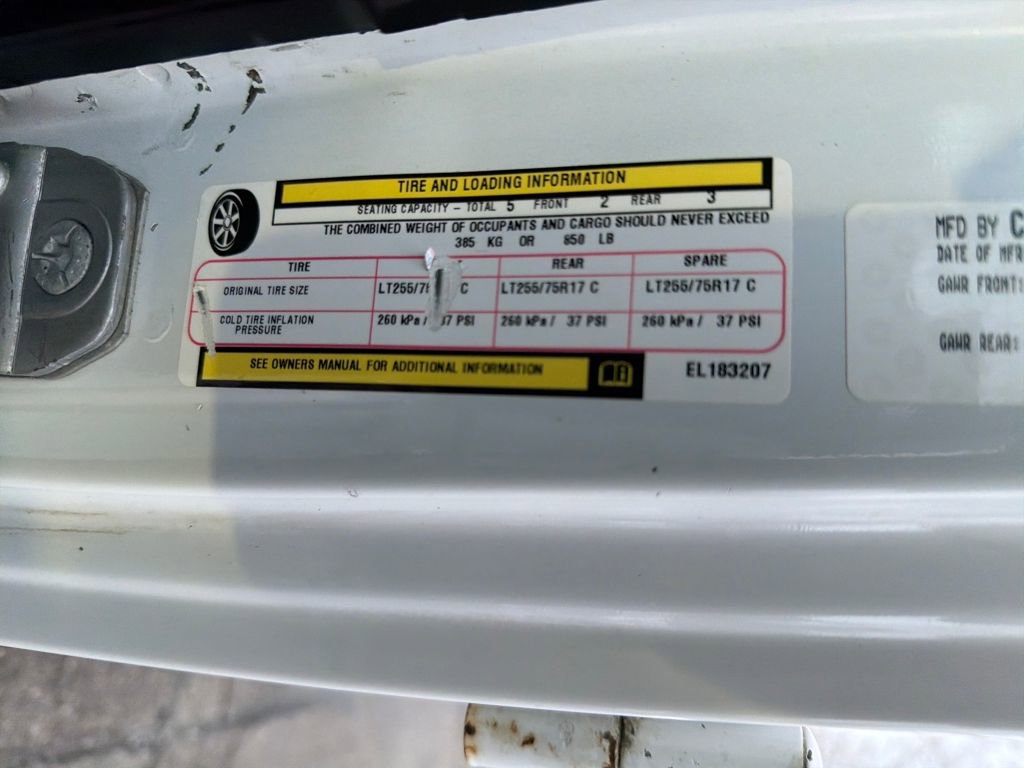 TIRE AND LOADING INFORMATION
SEATING CAPACITY – TOTAL 5 FRONT 2 REAR 3
THE COMBINED WEIGHT OF OCCUPANTS AND CARGO SHOULD NEVER EXCEED
385 KG OR 850 LB
TIRE REAR SPARE
ORIGINAL TIRE SIZE LT255/75 C LT255/75R17 C LT255/75R17 C
COLD TIRE INFLATION PRESSURE 260 kPa / 37 PSI 260 kPa / 37 PSI 260 kPa / 37 PSI
SEE OWNERS MANUAL FOR ADDITIONAL INFORMATION
EL183207
MFD BY C
DATE OF MFR
GAWR FRONT:
GAWR REAR: